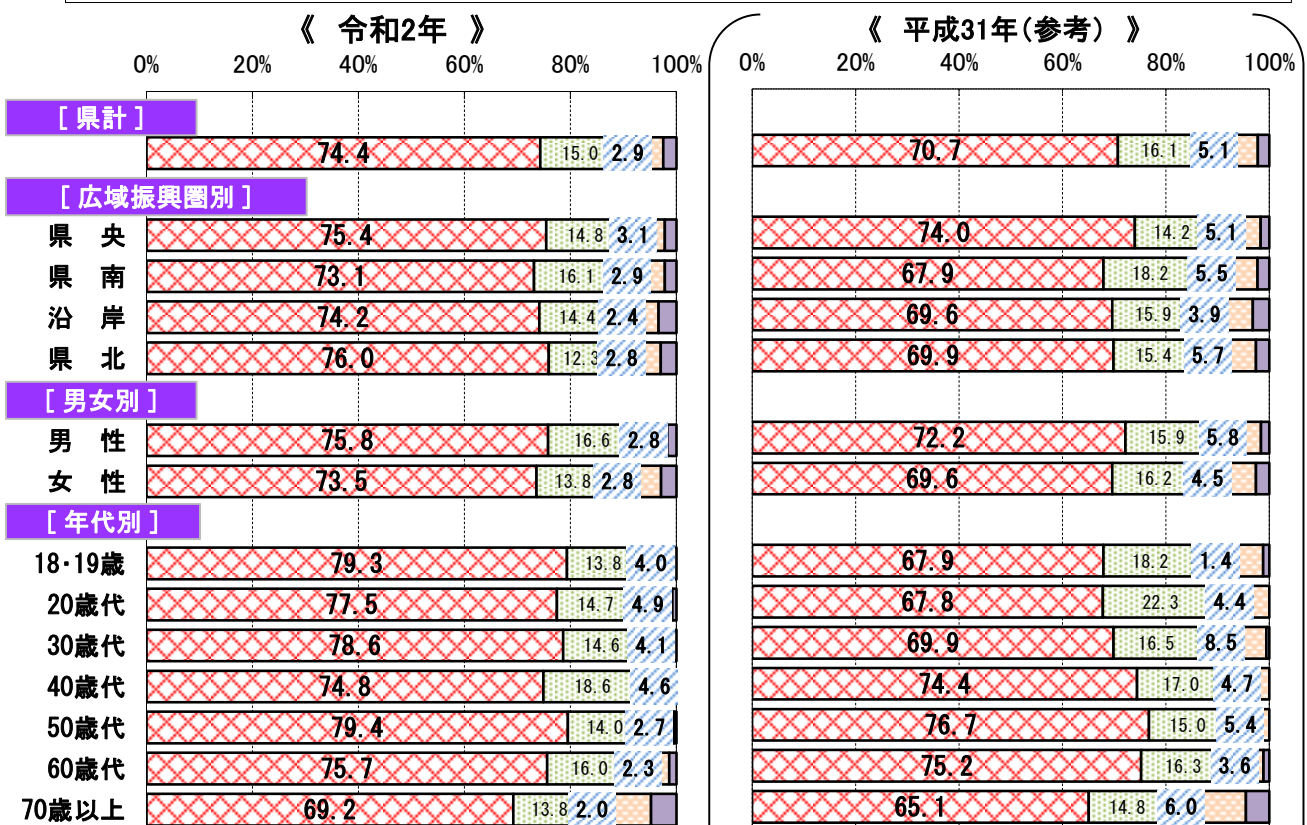 《 令和2年 》 《 平成31年(参考) 》
0% 20% 40% 60% 80% 100% 0% 20% 40% 60% 80% 100%
[ 県計 ]
74.4 15.0 2.9 70.7 16.1 5.1
[ 広域振興圏別 ]
県 央 75.4 14.8 3.1 74.0 14.2 5.1
県 南 73.1 16.1 2.9 67.9 18.2 5.5
沿 岸 74.2 14.4 2.4 69.6 15.9 3.9
県 北 76.0 12.3 2.8 69.9 15.4 5.7
[ 男女別 ]
男 性 75.8 16.6 2.8 72.2 15.9 5.8
女 性 73.5 13.8 2.8 69.6 16.2 4.5
[ 年代別 ]
18・19歳 79.3 13.8 4.0 67.9 18.2 1.4
20歳代 77.5 14.7 4.9 67.8 22.3 4.4
30歳代 78.6 14.6 4.1 69.9 16.5 8.5
40歳代 74.8 18.6 4.6 74.4 17.0 4.7
50歳代 79.4 14.0 2.7 76.7 15.0 5.4
60歳代 75.7 16.0 2.3 75.2 16.3 3.6
70歳以上 69.2 13.8 2.0 65.1 14.8 6.0